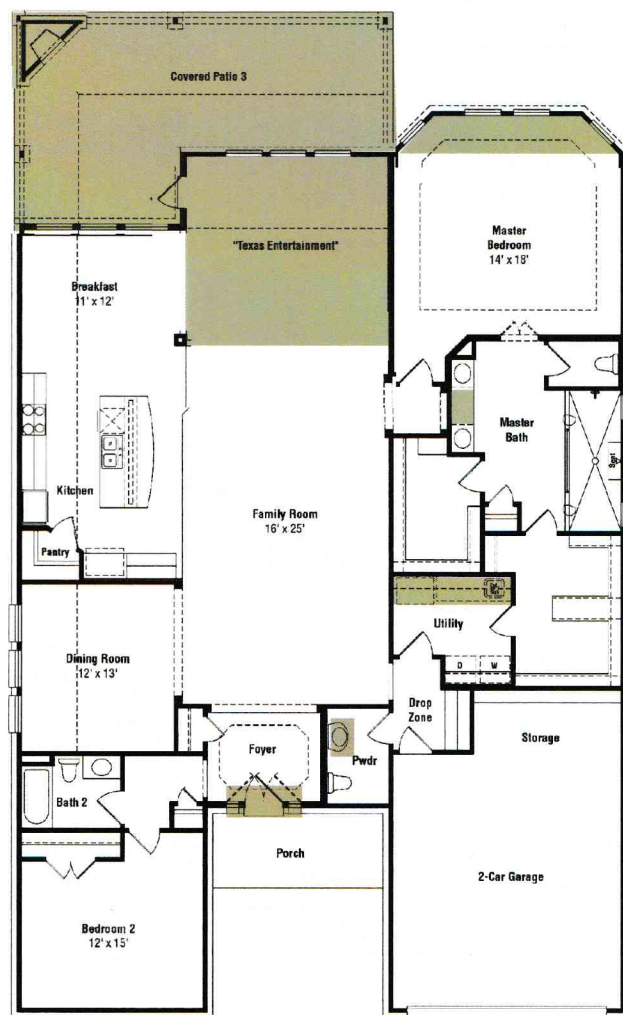 Covered Patio 3
"Texas Entertainment"
Master
Bedroom
14' x 18'
Breakfast
11' x 12'
Master
Bath
Seat
Kitchen
Family Room
16' x 25'
Pantry
Utility
D W
Dining Room
12' x 13'
Drop
Zone
Storage
Foyer
Pwdr
Bath 2
Porch
2-Car Garage
Bedroom 2
12' x 15'